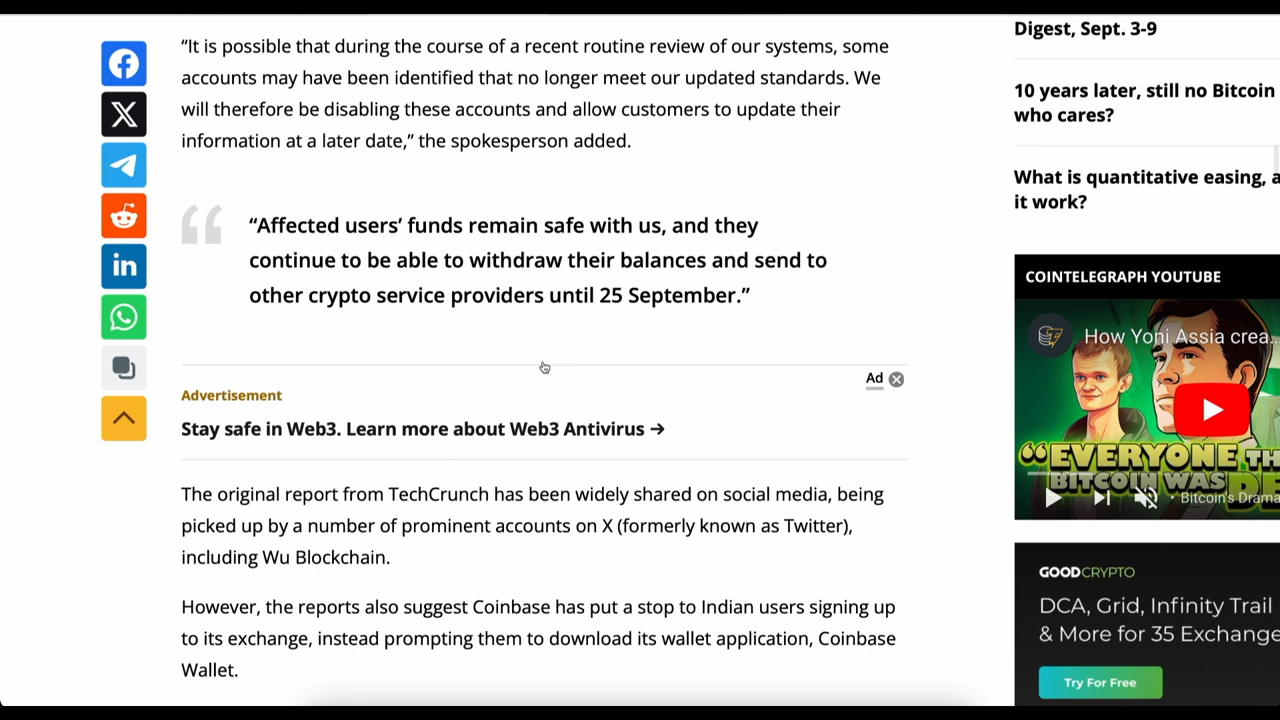 “It is possible that during the course of a recent routine review of our systems, some
accounts may have been identified that no longer meet our updated standards. We
will therefore be disabling these accounts and allow customers to update their
information at a later date,” the spokesperson added.
“Affected users’ funds remain safe with us, and they
continue to be able to withdraw their balances and send to
other crypto service providers until 25 September.”
Ad
Advertisement
Stay safe in Web3. Learn more about Web3 Antivirus →
The original report from TechCrunch has been widely shared on social media, being
picked up by a number of prominent accounts on X (formerly known as Twitter),
including Wu Blockchain.
However, the reports also suggest Coinbase has put a stop to Indian users signing up
to its exchange, instead prompting them to download its wallet application, Coinbase
Wallet.
Digest, Sept. 3-9
10 years later, still no Bitcoin
who cares?
What is quantitative easing, a
it work?
COINTELEGRAPH YOUTUBE
How Yoni Assia crea...
“EVERYONE TH
BITCOIN WAS DE
• Bitcoin's Drama
GOODCRYPTO
DCA, Grid, Infinity Trail
& More for 35 Exchange
Try For Free